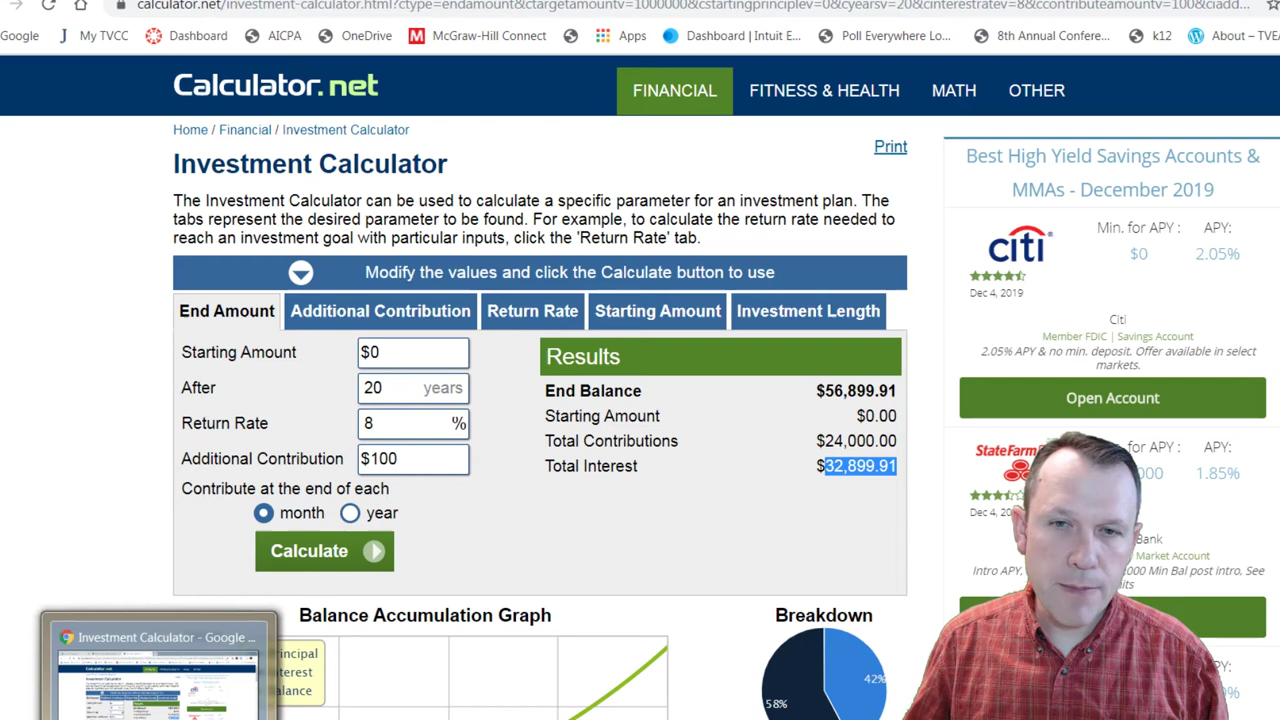 calculator.net/investment-calculator.html?ctype=endamount&ctargetamountv=1000000&cstartingprinciplev=0&cyearsv=20&cinterestratev=8&ccontributeamountv=100&ciadd...
Google My TVCC Dashboard AICPA OneDrive McGraw-Hill Connect Apps Dashboard | Intuit E... Poll Everywhere Lo... 8th Annual Confere... k12 About – TVEA
Calculator.net
FINANCIAL FITNESS & HEALTH MATH OTHER
Home / Financial / Investment Calculator
Print
Investment Calculator
The Investment Calculator can be used to calculate a specific parameter for an investment plan. The
tabs represent the desired parameter to be found. For example, to calculate the return rate needed to
reach an investment goal with particular inputs, click the 'Return Rate' tab.
Modify the values and click the Calculate button to use
End Amount Additional Contribution Return Rate Starting Amount Investment Length
Starting Amount $0
After 20 years
Return Rate 8 %
Additional Contribution $100
Contribute at the end of each
month year
Calculate
Results
End Balance $56,899.91
Starting Amount $0.00
Total Contributions $24,000.00
Total Interest $32,899.91
Balance Accumulation Graph
Breakdown
42%
58%
Investment Calculator - Google ...
Best High Yield Savings Accounts &
MMAs - December 2019
Min. for APY : APY:
citi $0 2.05%
Dec 4, 2019
Citi
Member FDIC | Savings Account
2.05% APY & no min. deposit. Offer available in select
markets.
Open Account
StateFarm for APY : APY:
000 1.85%
Bank
Market Account
Intro APY, 000 Min Bal post intro, See